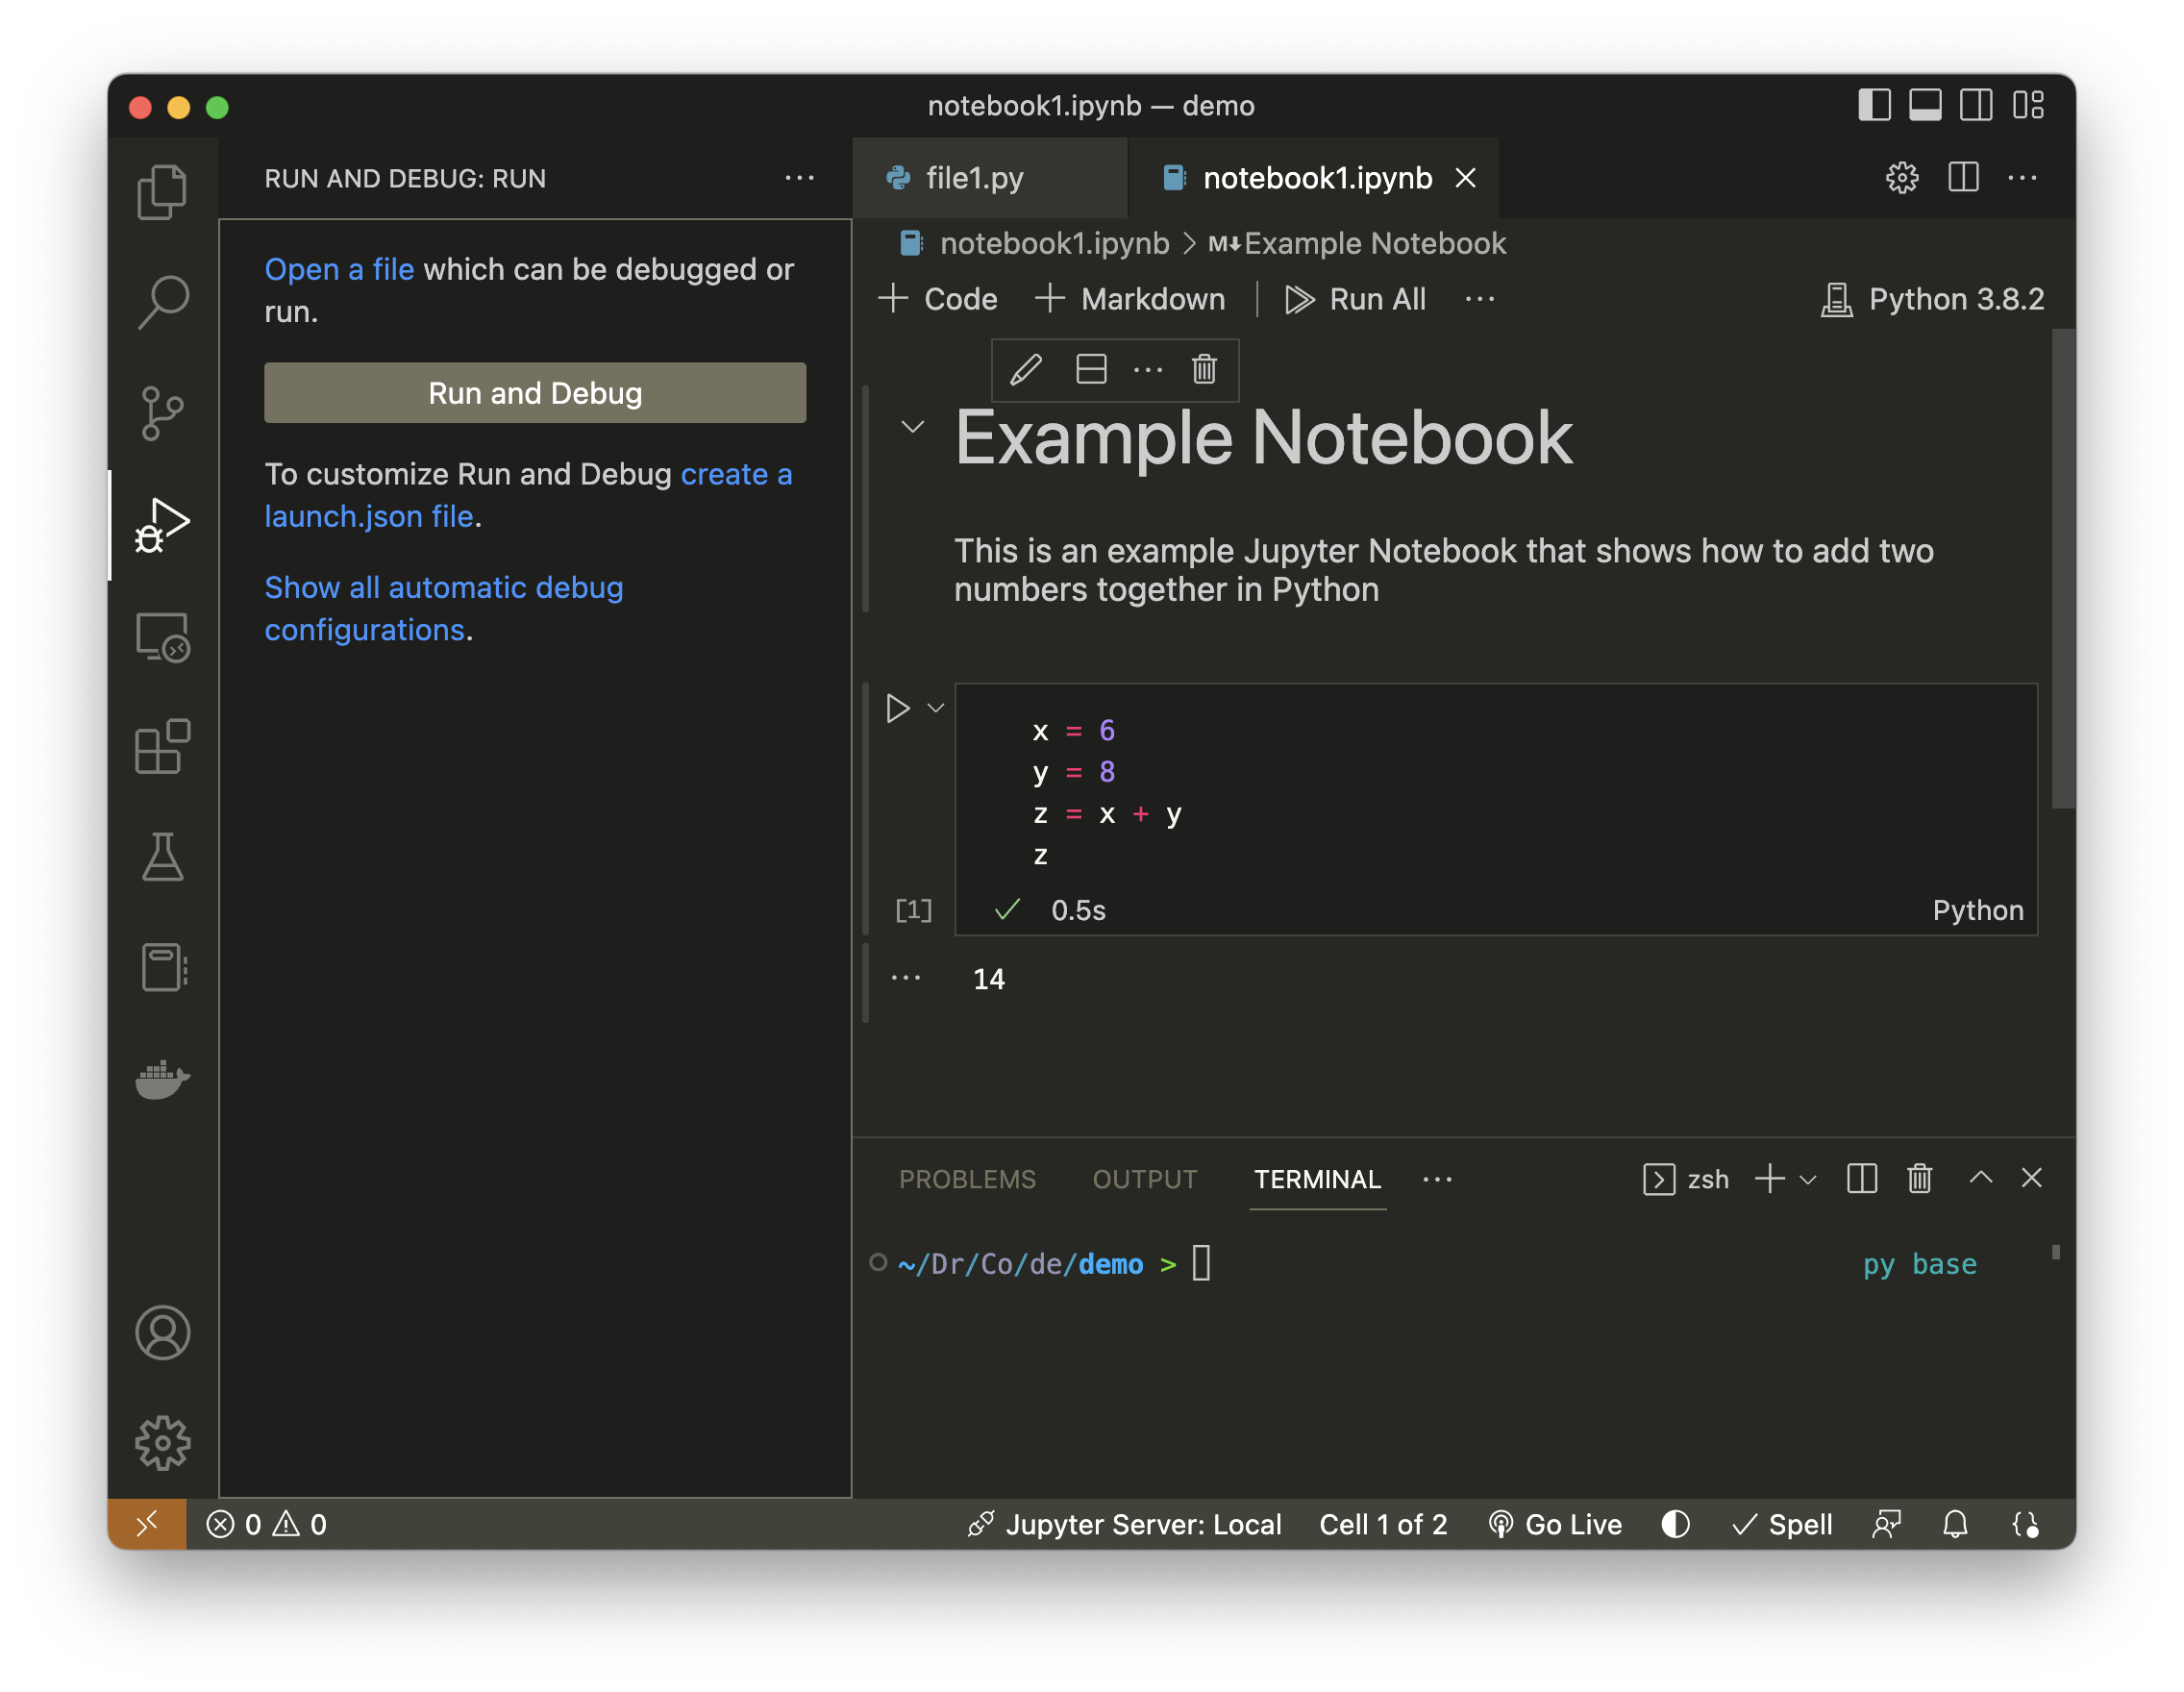 notebook1.ipynb — demo
RUN AND DEBUG: RUN
Open a file which can be debugged or
run.
Run and Debug
To customize Run and Debug create a
launch.json file.
Show all automatic debug
configurations.
file1.py
notebook1.ipynb
notebook1.ipynb > M↓ Example Notebook
+ Code + Markdown | Run All ···
Python 3.8.2
Example Notebook
This is an example Jupyter Notebook that shows how to add two
numbers together in Python
x = 6
y = 8
z = x + y
z
[1] ✓ 0.5s Python
14
PROBLEMS OUTPUT TERMINAL ··· zsh
~/Dr/Co/de/demo > py base
0 0 Jupyter Server: Local Cell 1 of 2 Go Live Spell